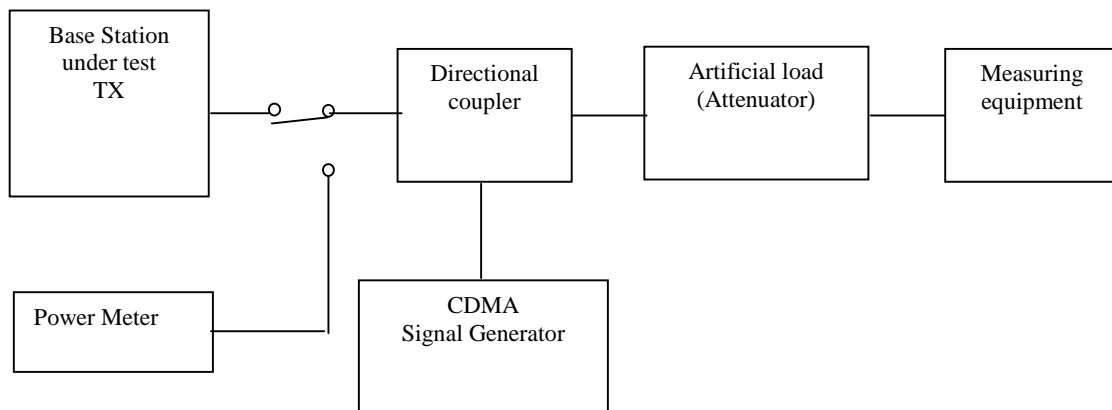 Base Station
under test
TX
Directional
coupler
Artificial load
(Attenuator)
Measuring
equipment
Power Meter
CDMA
Signal Generator